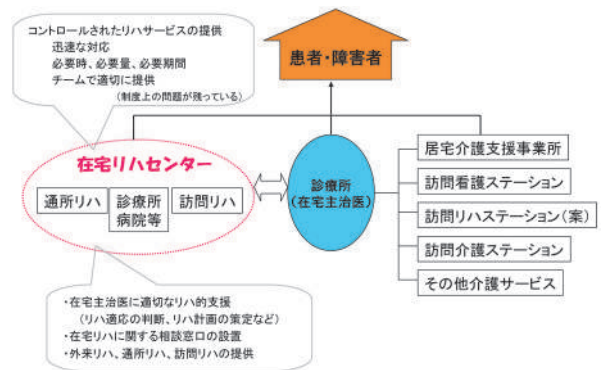 コントロールされたリハサービスの提供
迅速な対応
必要時、必要量、必要期間
チームで適切に提供
(制度上の問題が残っている)
患者・障害者
在宅リハセンター
通所リハ
診療所
病院等
訪問リハ
診療所
(在宅主治医)
居宅介護支援事業所
訪問看護ステーション
訪問リハステーション(案)
訪問介護ステーション
その他介護サービス
・在宅主治医に適切なリハ的支援
(リハ適応の判断、リハ計画の策定など)
・在宅リハに関する相談窓口の設置
・外来リハ、通所リハ、訪問リハの提供